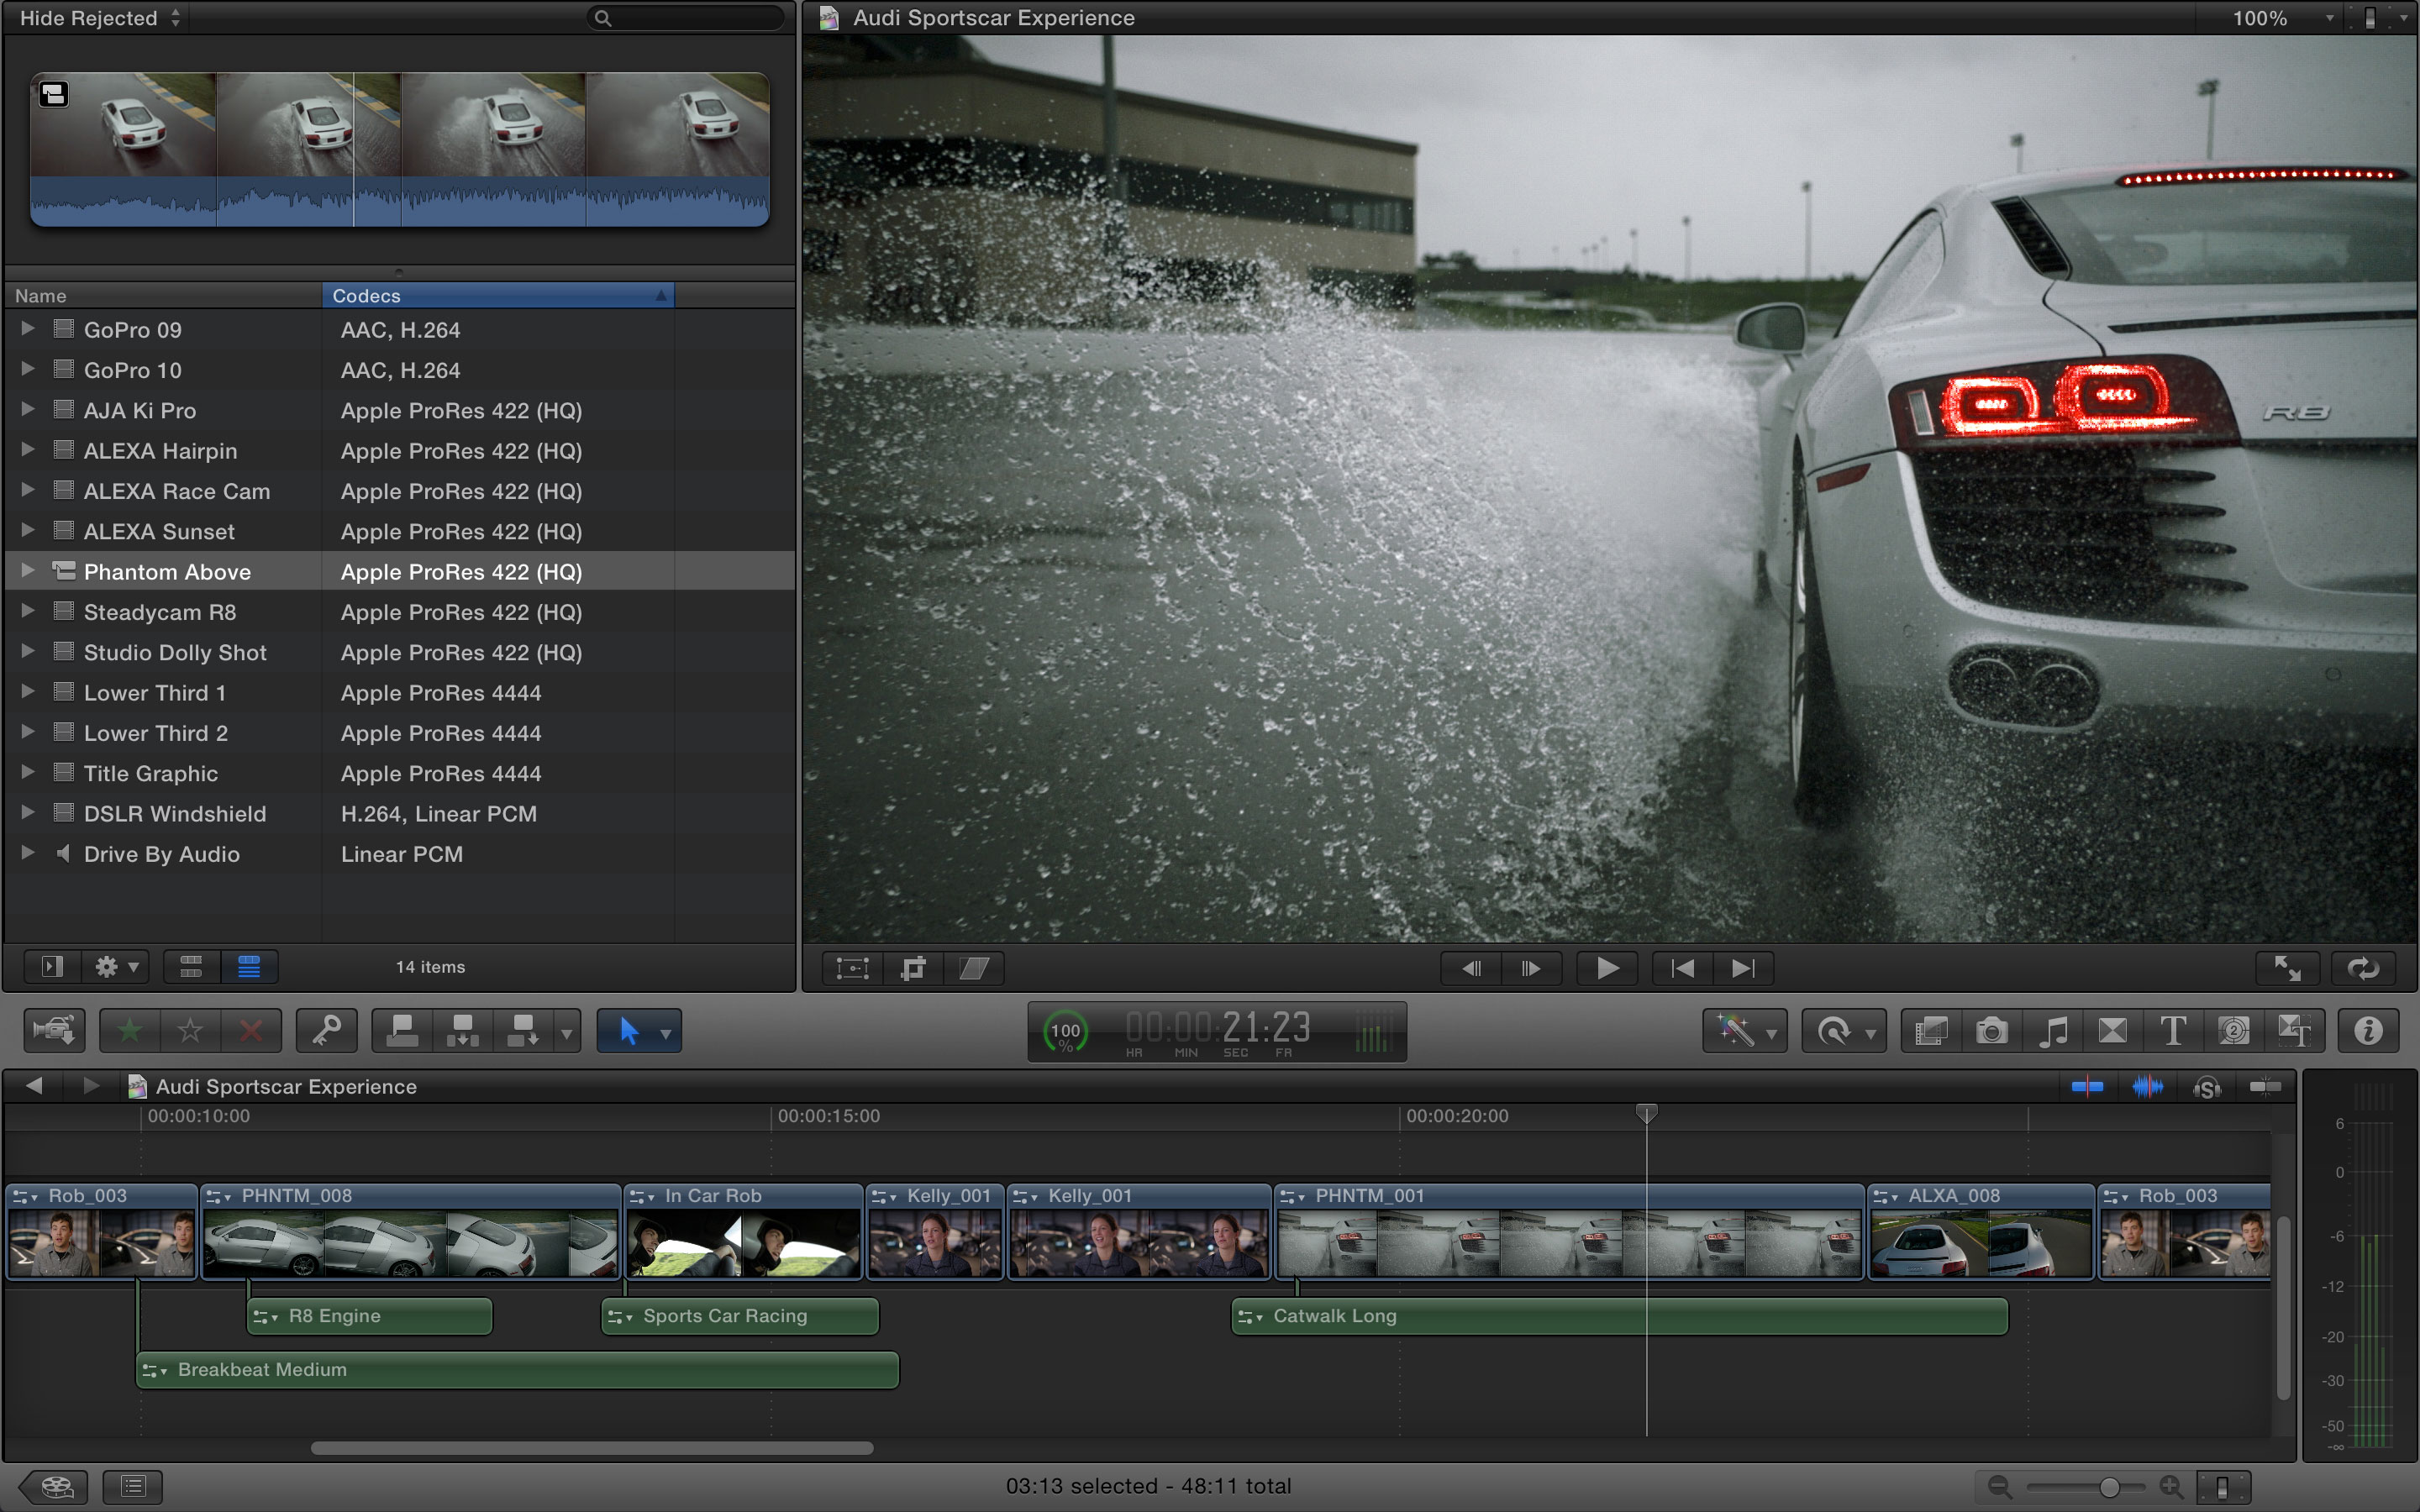 Hide Rejected
Audi Sportscar Experience
100%
Name Codecs
GoPro 09 AAC, H.264
GoPro 10 AAC, H.264
AJA Ki Pro Apple ProRes 422 (HQ)
ALEXA Hairpin Apple ProRes 422 (HQ)
ALEXA Race Cam Apple ProRes 422 (HQ)
ALEXA Sunset Apple ProRes 422 (HQ)
Phantom Above Apple ProRes 422 (HQ)
Steadycam R8 Apple ProRes 422 (HQ)
Studio Dolly Shot Apple ProRes 422 (HQ)
Lower Third 1 Apple ProRes 4444
Lower Third 2 Apple ProRes 4444
Title Graphic Apple ProRes 4444
DSLR Windshield H.264, Linear PCM
Drive By Audio Linear PCM
14 items
R8
100 %
00:00:21:23
HR MIN SEC FR
T
2
T
i
Audi Sportscar Experience
S
00:00:10:00 00:00:15:00 00:00:20:00
Rob_003 PHNTM_008 In Car Rob Kelly_001 Kelly_001 PHNTM_001 ALXA_008 Rob_003
R8 Engine Sports Car Racing Catwalk Long
Breakbeat Medium
6
0
-6
-12
-20
-30
-50
-∞
03:13 selected - 48:11 total